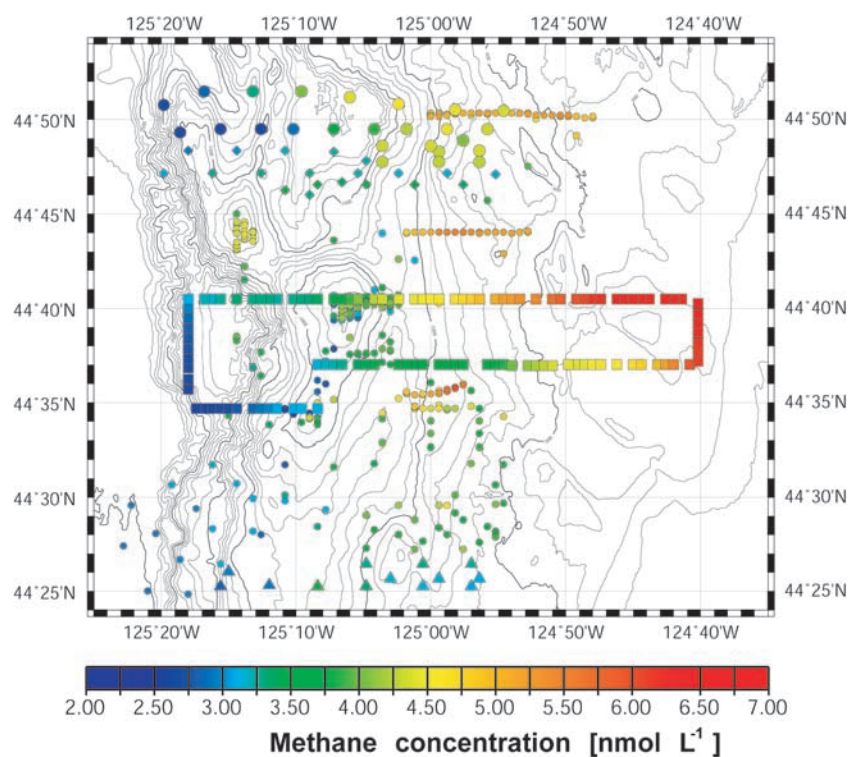 125°20'W 125°10'W 125°00'W 124°50'W 124°40'W
44°50'N 44°50'N
44°45'N 44°45'N
44°40'N 44°40'N
44°35'N 44°35'N
44°30'N 44°30'N
44°25'N 44°25'N
125°20'W 125°10'W 125°00'W 124°50'W 124°40'W
2.00 2.50 3.00 3.50 4.00 4.50 5.00 5.50 6.00 6.50 7.00
Methane concentration [nmol L⁻¹]